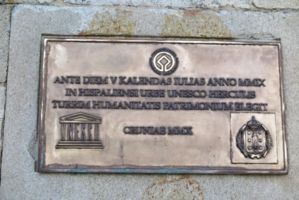 ANTE DIEM V KALENDAS IULIAS ANNO MMIX
IN HISPALENSI URBE UNESCO HERCULIS
TURRIM HUMANITATIS PATRIMONIUM ELEGIT
CRUNIAE MMIX